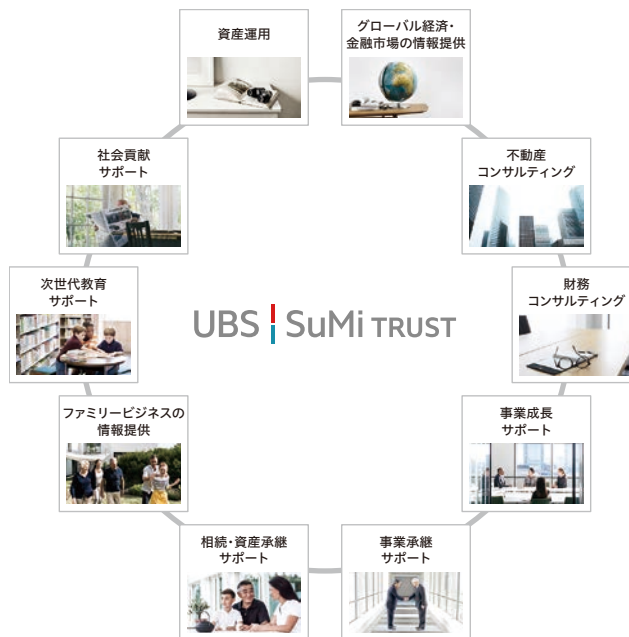 資産運用
グローバル経済・
金融市場の情報提供
社会貢献
サポート
不動産
コンサルティング
次世代教育
サポート
財務
コンサルティング
UBS SuMi TRUST
ファミリービジネスの
情報提供
事業成長
サポート
相続・資産承継
サポート
事業承継
サポート